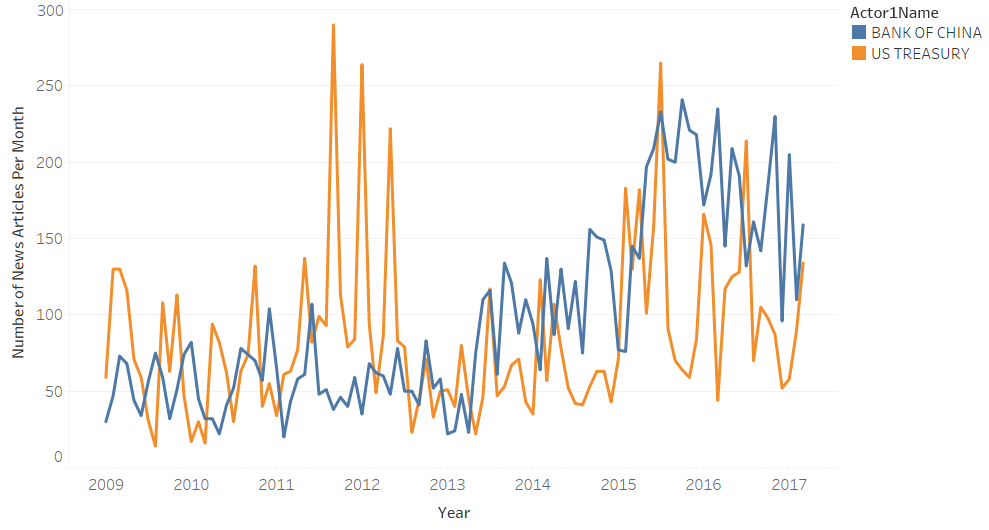 Actor1Name
BANK OF CHINA
US TREASURY
Number of News Articles Per Month
300
250
200
150
100
50
0
2009 2010 2011 2012 2013 2014 2015 2016 2017
Year